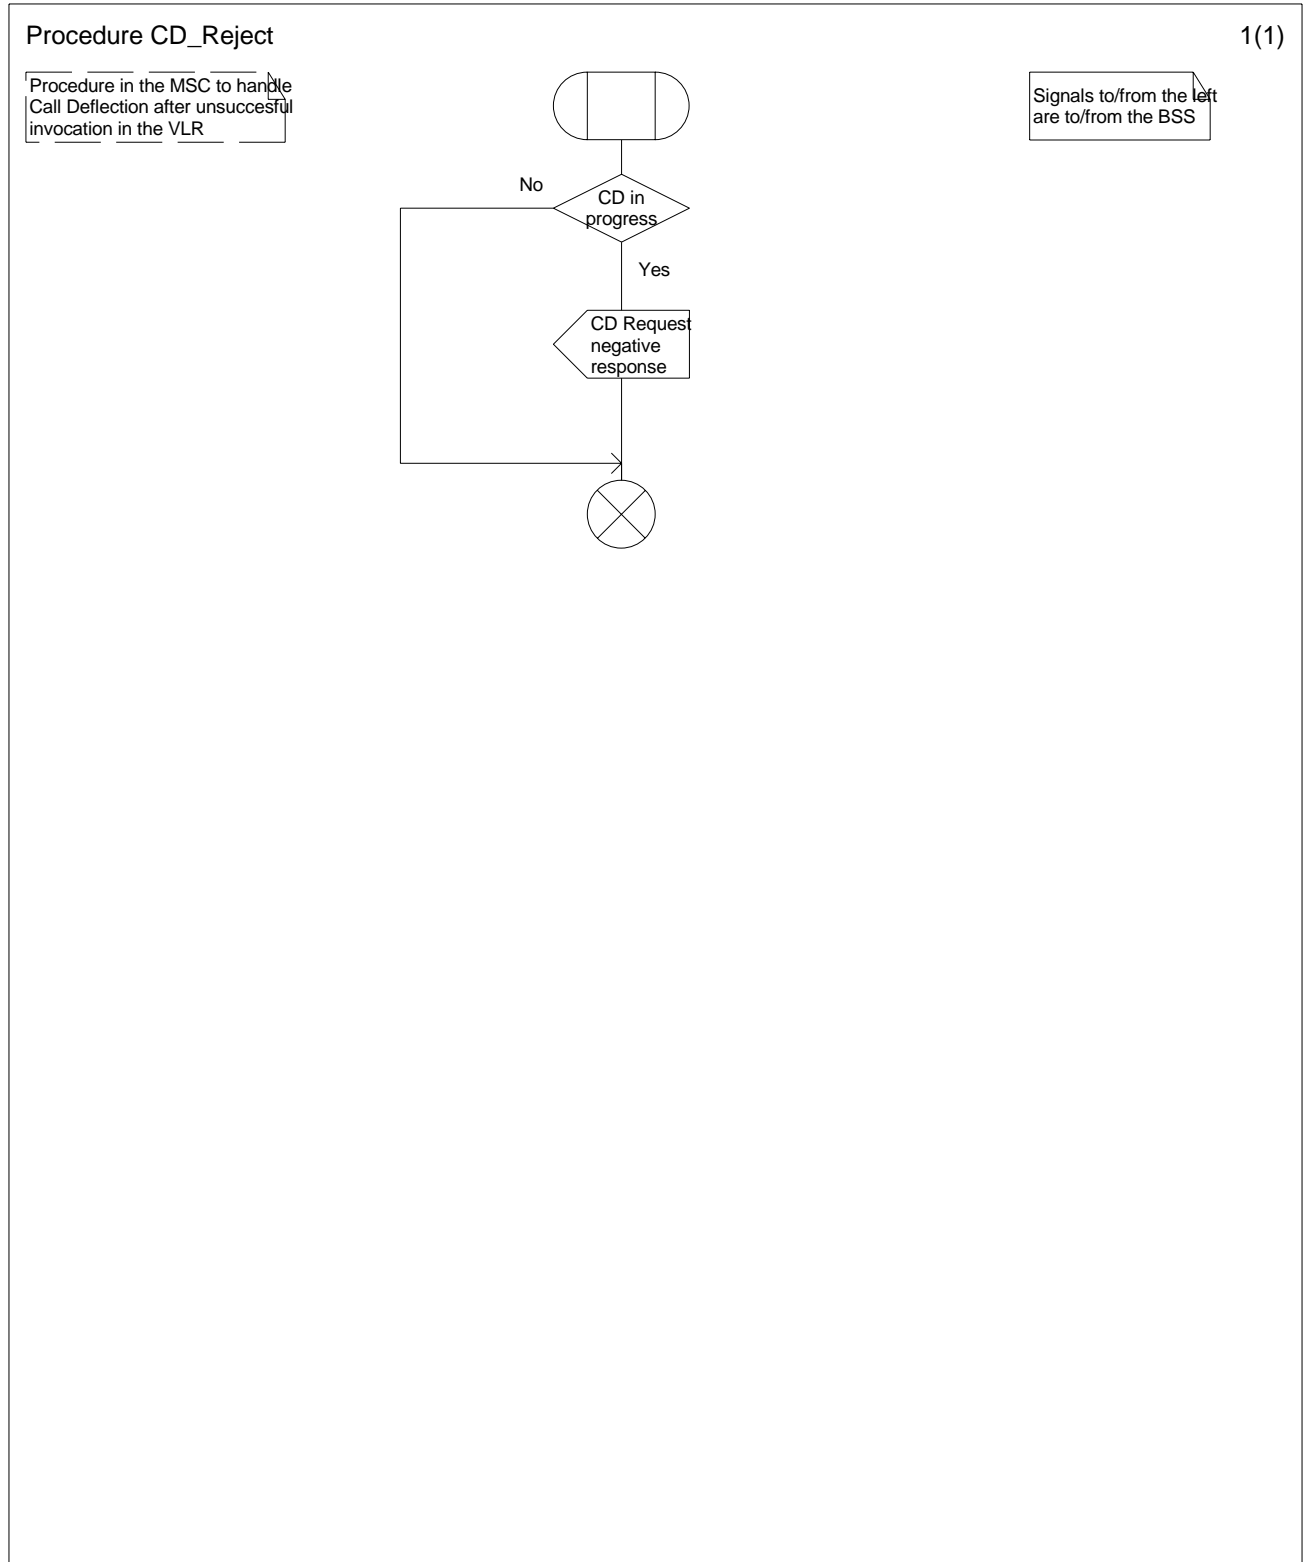 Procedure CD_Reject
1(1)
Procedure in the MSC to handle
Call Deflection after unsuccesful
invocation in the VLR
Signals to/from the left
are to/from the BSS
No
CD in
progress
Yes
CD Request
negative
response